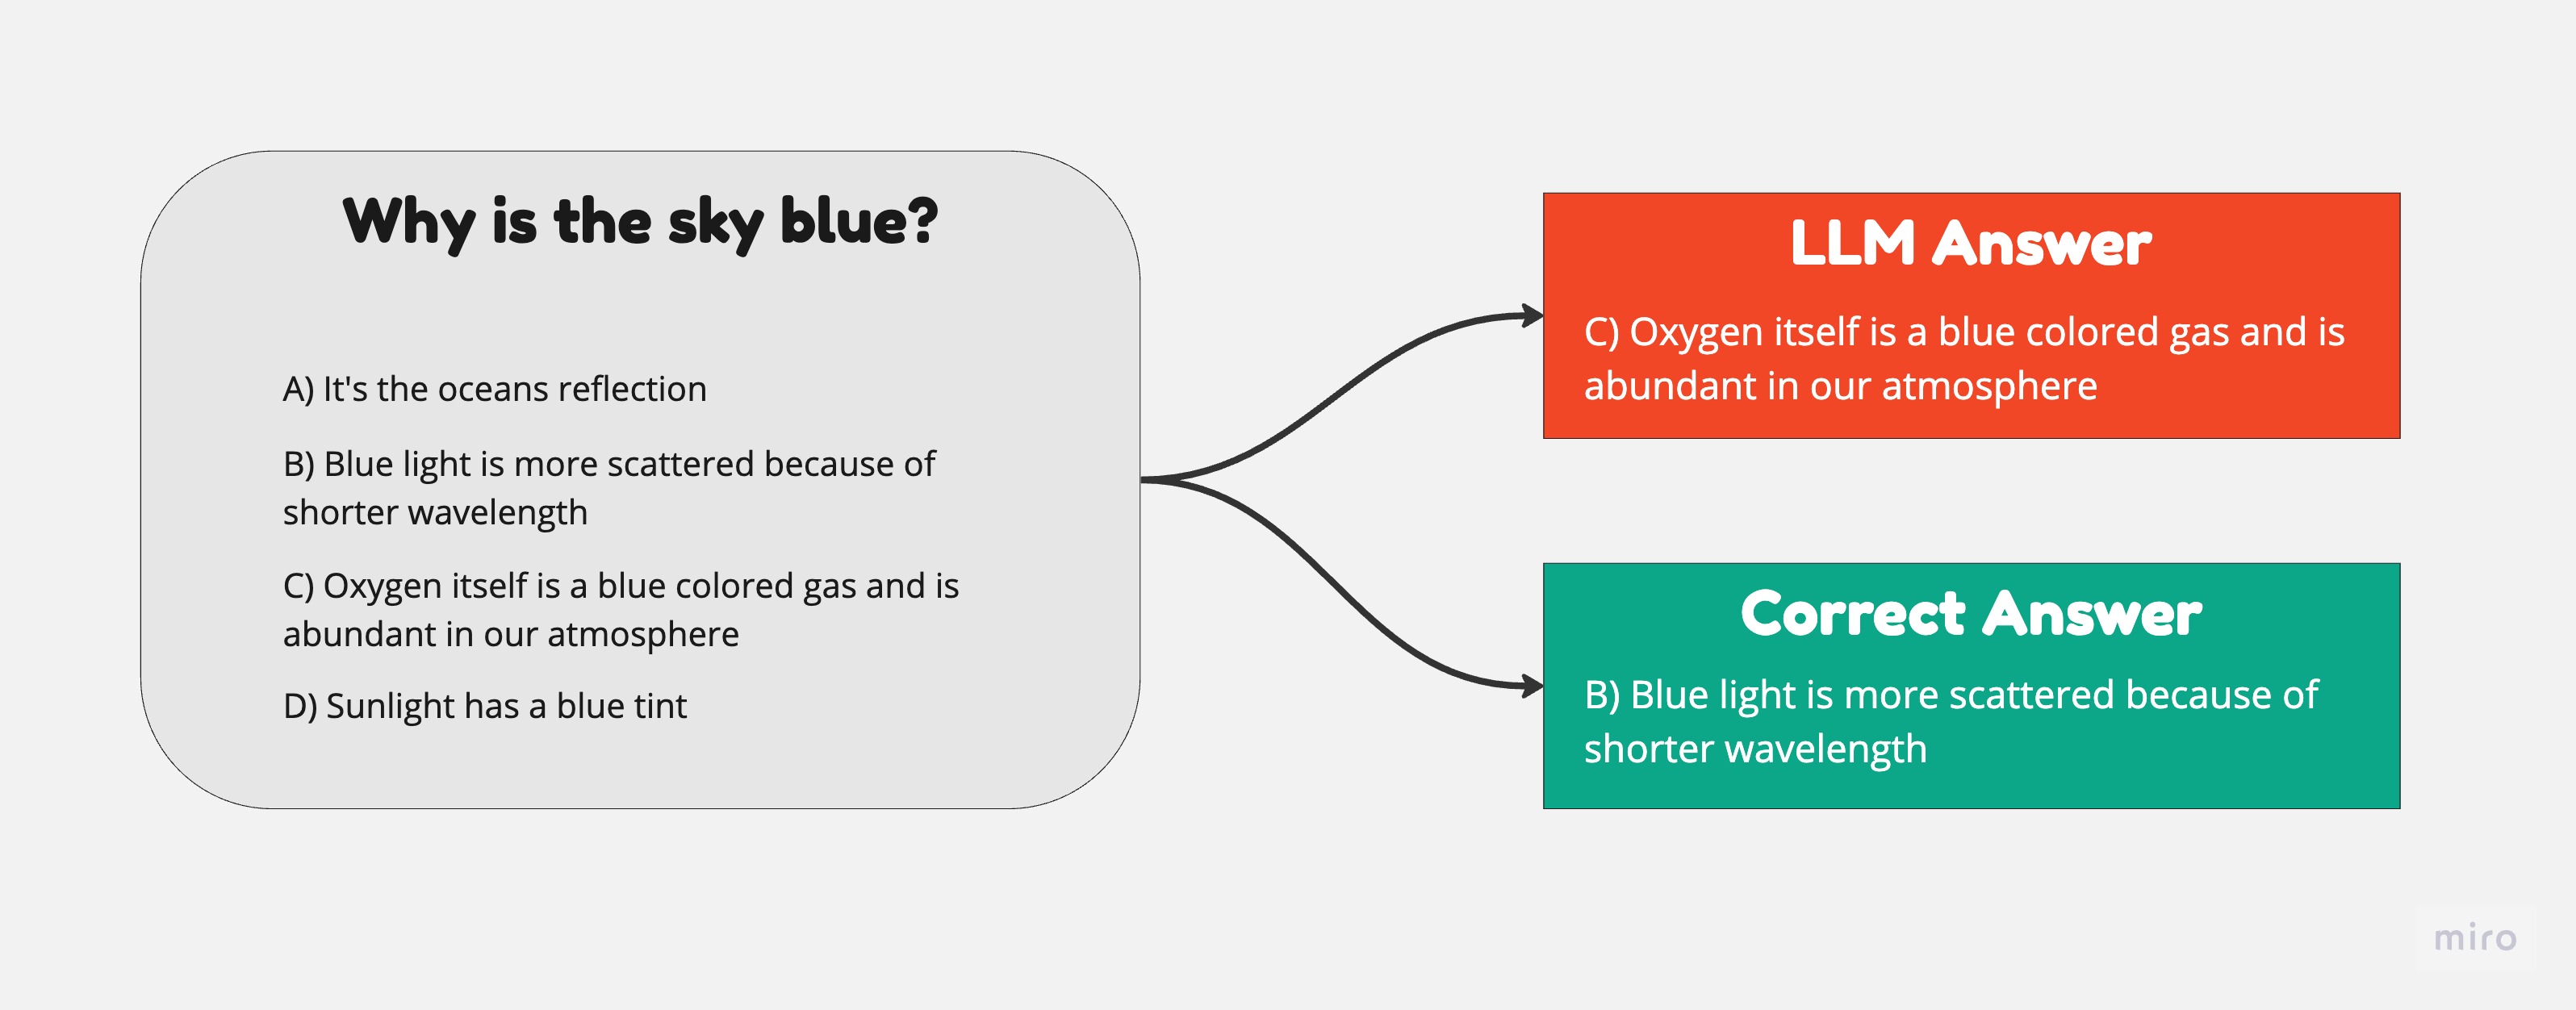 Why is the sky blue?
A) It's the oceans reflection
B) Blue light is more scattered because of
shorter wavelength
C) Oxygen itself is a blue colored gas and is
abundant in our atmosphere
D) Sunlight has a blue tint
LLM Answer
C) Oxygen itself is a blue colored gas and is
abundant in our atmosphere
Correct Answer
B) Blue light is more scattered because of
shorter wavelength
miro